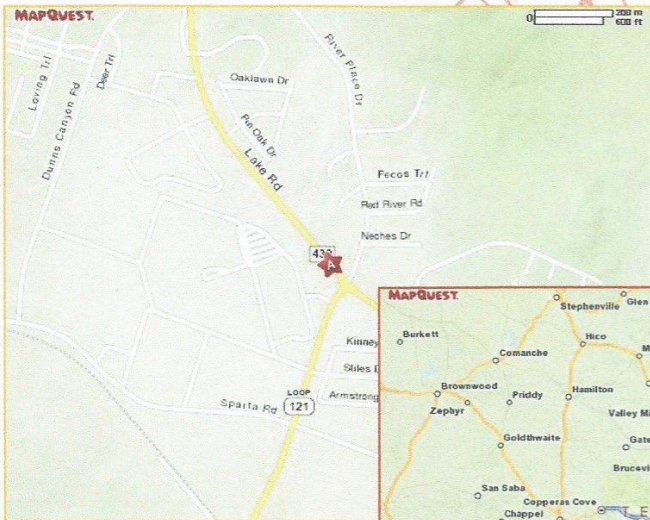 MAPQUEST.
0 200 m
600 ft
Loving Trl
Dunns Canyon Rd
Deer Trl
Oaklawn Dr
River Place Dr
Pin Oak Dr
Lake Rd
Pecos Trl
Red River Rd
Neches Dr
A
Kinney
Stiles
Armstrong
LOOP
121
Sparta Rd
MAPQUEST.
Stephenville
Glen
Burkett
Hico
Comanche
Brownwood
Zephyr
Priddy
Hamilton
Valley Mi
Goldthwaite
Gate
Brucevil
San Saba
Copperas Cove
Chappel
T E